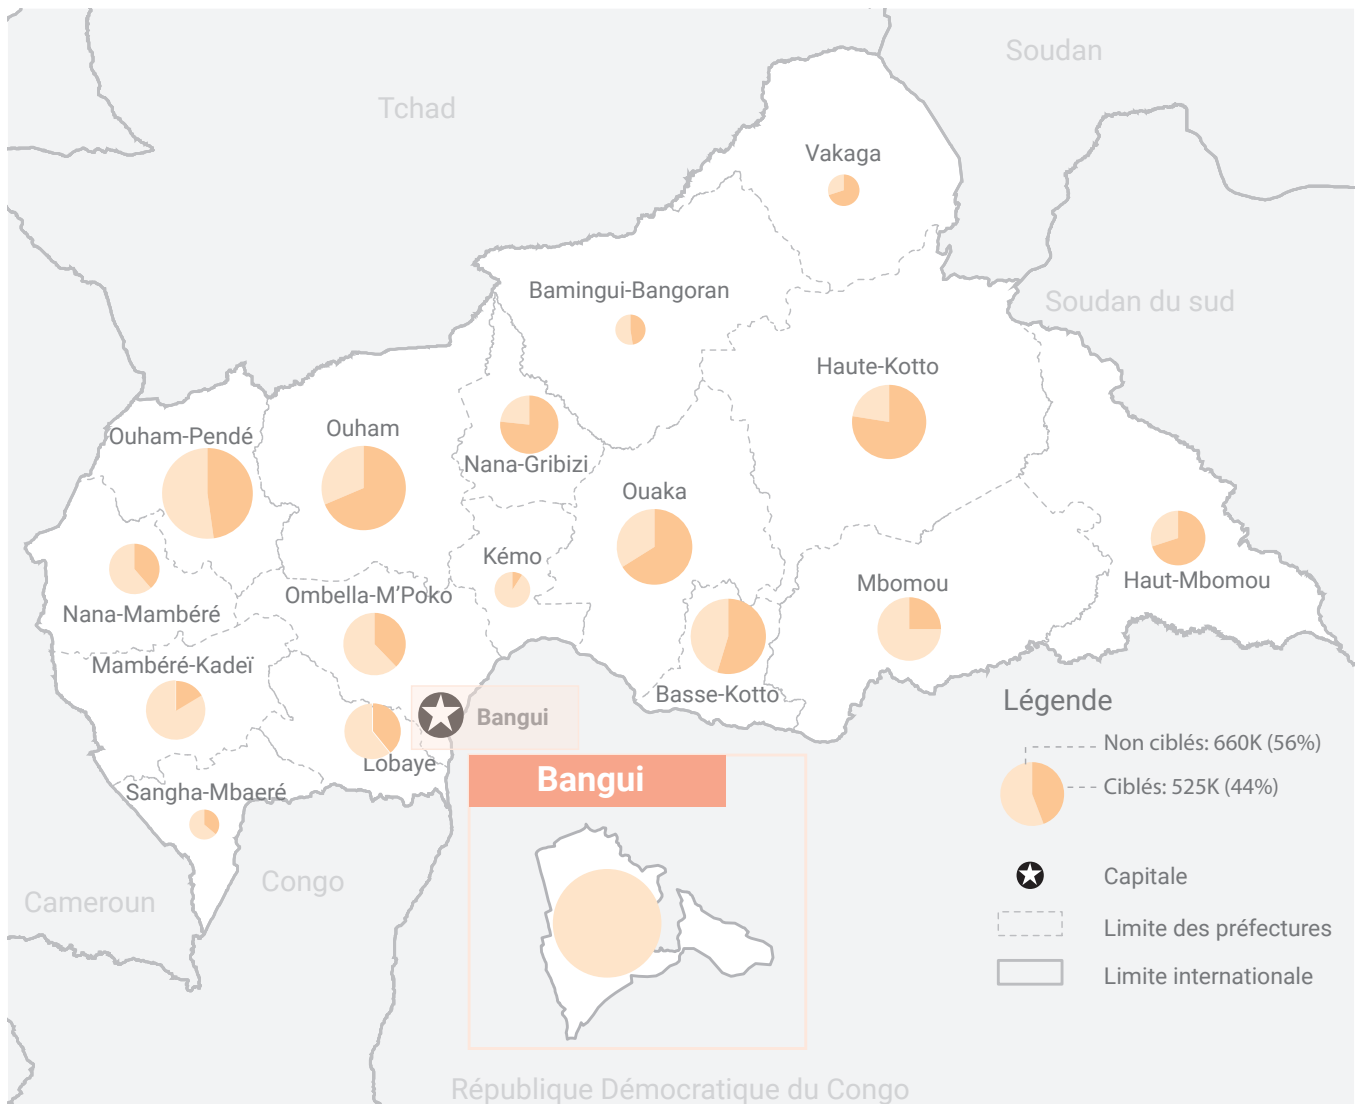 Soudan
Tchad
Vakaga
Bamingui-Bangoran
Soudan du sud
Haute-Kotto
Ouham-Pendé
Ouham
Nana-Gribizi
Ouaka
Kémo
Mbomou
Haut-Mbomou
Nana-Mambéré
Ombella-M'Poko
Mambéré-Kadeï
Basse-Kotto
Bangui
Lobaye
Sangha-Mbaeré
Bangui
Légende
Non ciblés: 660K (56%)
Ciblés: 525K (44%)
Capitale
Limite des préfectures
Limite internationale
Congo
Cameroun
République Démocratique du Congo